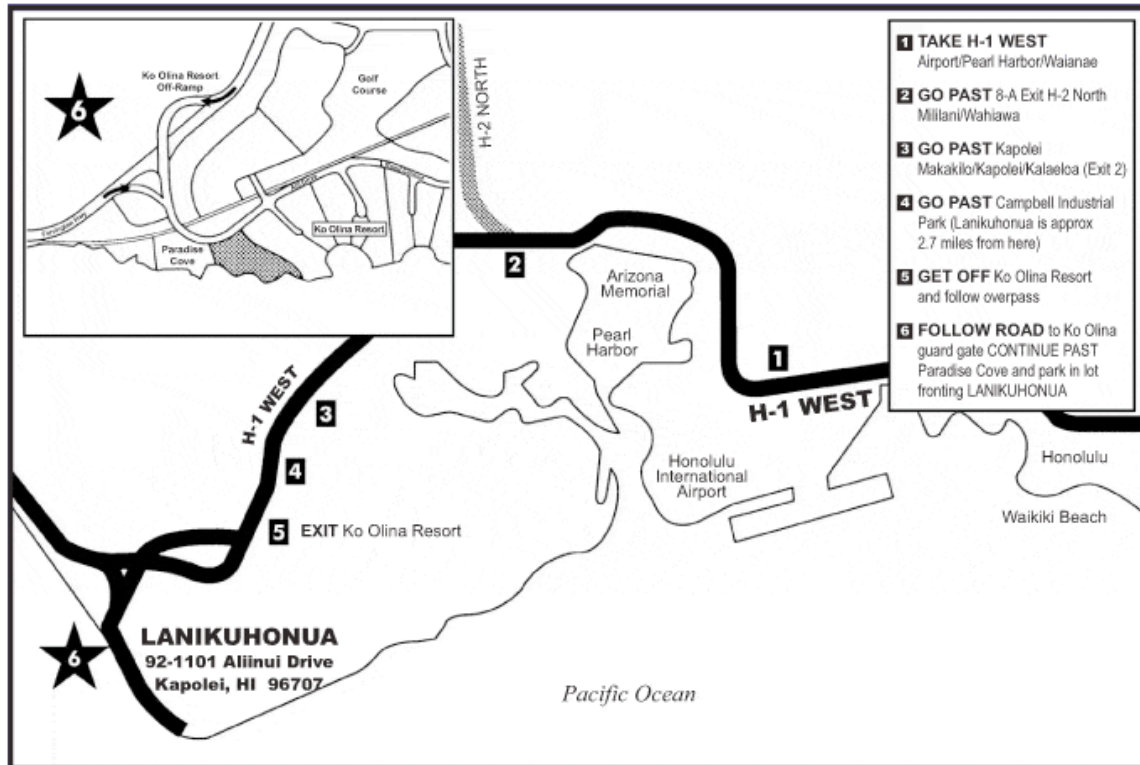 6
Ko Olina Resort
Off-Ramp
Golf
Course
Farrington Hwy
Paradise
Cove
Ko Olina Resort
H-2 NORTH
1 TAKE H-1 WEST
Airport/Pearl Harbor/Waianae
2 GO PAST 8-A Exit H-2 North
Mililani/Wahiawa
3 GO PAST Kapolei
Makakilo/Kapolei/Kalaeloa (Exit 2)
4 GO PAST Campbell Industrial
Park (Lanikuhonua is approx
2.7 miles from here)
5 GET OFF Ko Olina Resort
and follow overpass
6 FOLLOW ROAD to Ko Olina
guard gate CONTINUE PAST
Paradise Cove and park in lot
fronting LANIKUHONUA
2
Arizona
Memorial
Pearl
Harbor
1
H-1 WEST
H-1 WEST
3
4
5 EXIT Ko Olina Resort
Honolulu
International
Airport
Honolulu
Waikiki Beach
6
LANIKUHONUA
92-1101 Aliinui Drive
Kapolei, HI 96707
Pacific Ocean